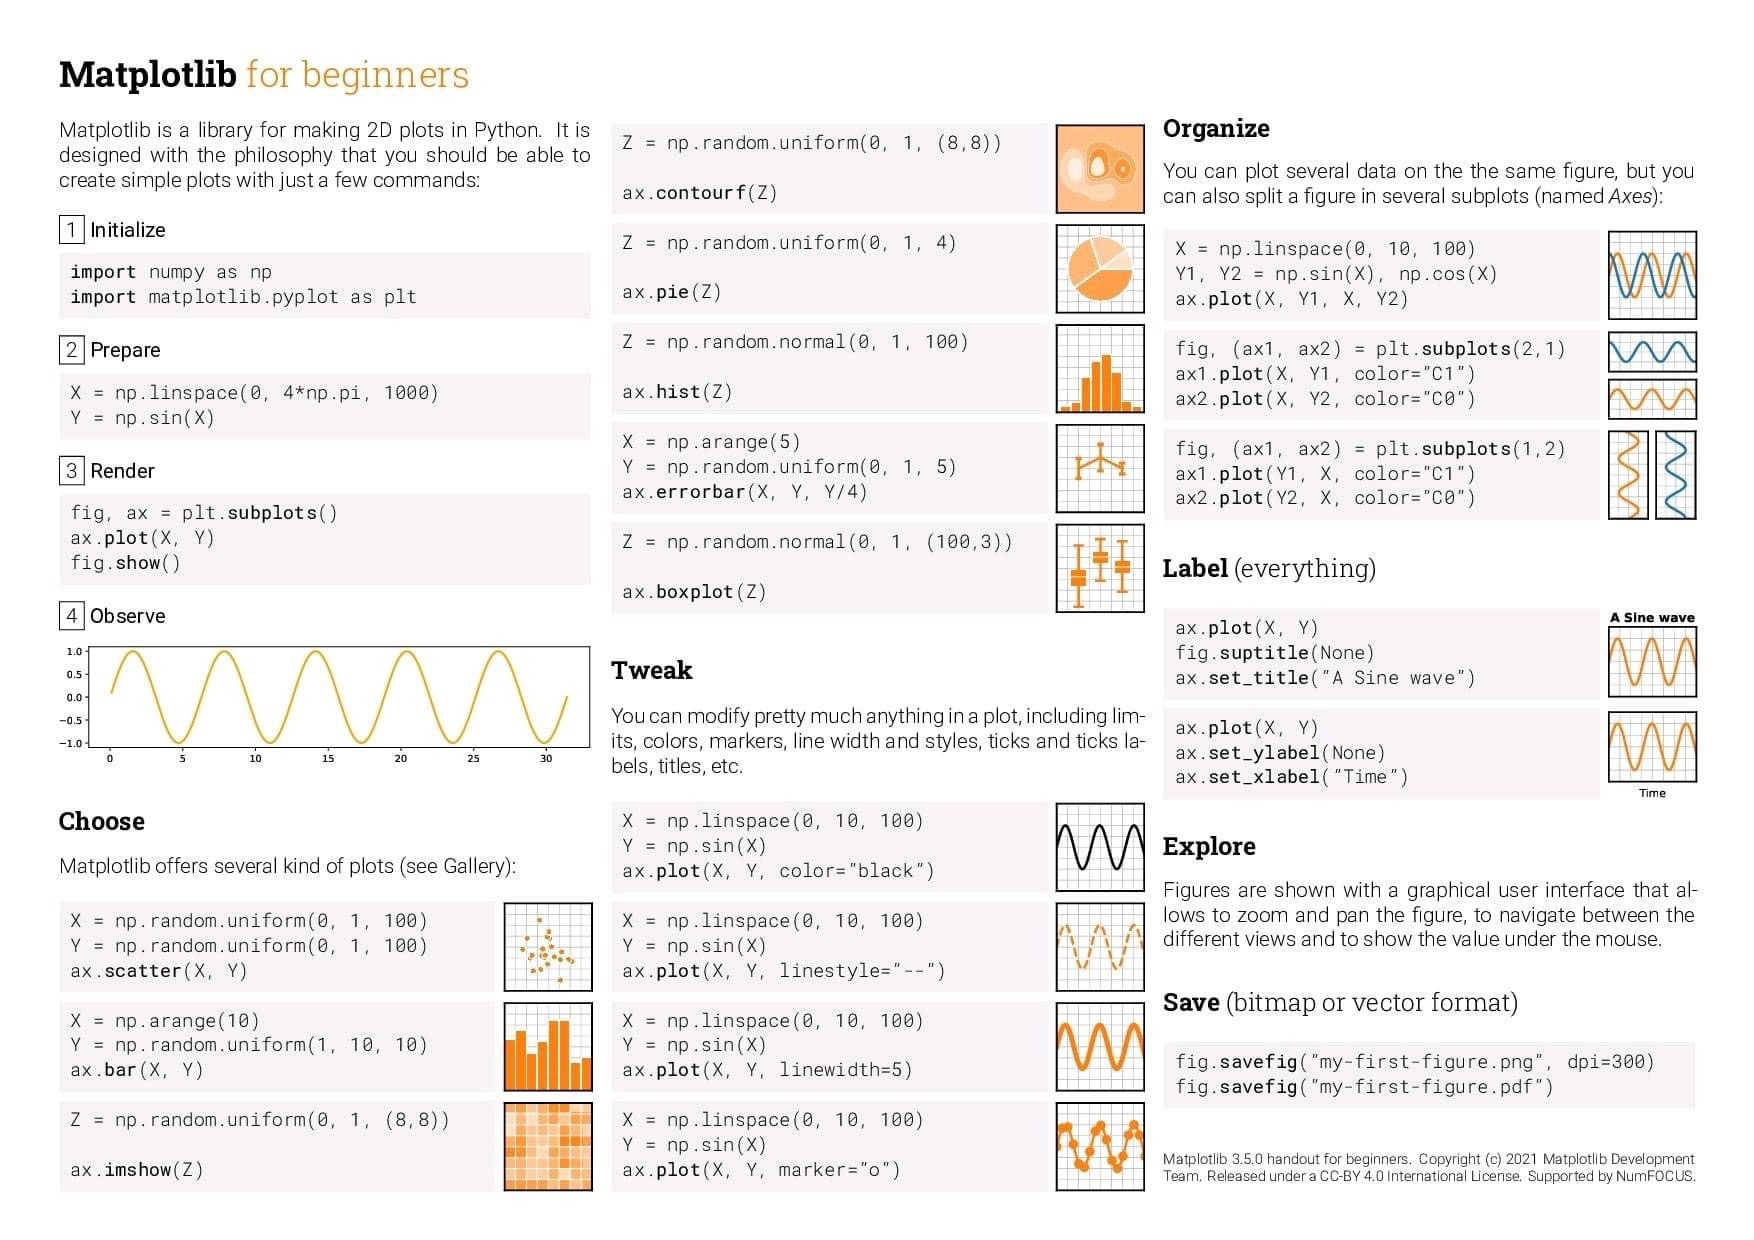 Matplotlib for beginners
Matplotlib is a library for making 2D plots in Python. It is
designed with the philosophy that you should be able to
create simple plots with just a few commands:
1 Initialize
import numpy as np
import matplotlib.pyplot as plt
2 Prepare
X = np.linspace(0, 4*np.pi, 1000)
Y = np.sin(X)
3 Render
fig, ax = plt.subplots()
ax.plot(X, Y)
fig.show()
4 Observe
1.0
0.5
0.0
−0.5
−1.0
0 5 10 15 20 25 30
Choose
Matplotlib offers several kind of plots (see Gallery):
X = np.random.uniform(0, 1, 100)
Y = np.random.uniform(0, 1, 100)
ax.scatter(X, Y)
X = np.arange(10)
Y = np.random.uniform(1, 10, 10)
ax.bar(X, Y)
Z = np.random.uniform(0, 1, (8,8))
ax.imshow(Z)
Z = np.random.uniform(0, 1, (8,8))
ax.contourf(Z)
Z = np.random.uniform(0, 1, 4)
ax.pie(Z)
Z = np.random.normal(0, 1, 100)
ax.hist(Z)
X = np.arange(5)
Y = np.random.uniform(0, 1, 5)
ax.errorbar(X, Y, Y/4)
Z = np.random.normal(0, 1, (100,3))
ax.boxplot(Z)
Tweak
You can modify pretty much anything in a plot, including lim-
its, colors, markers, line width and styles, ticks and ticks la-
bels, titles, etc.
X = np.linspace(0, 10, 100)
Y = np.sin(X)
ax.plot(X, Y, color="black")
X = np.linspace(0, 10, 100)
Y = np.sin(X)
ax.plot(X, Y, linestyle="--")
X = np.linspace(0, 10, 100)
Y = np.sin(X)
ax.plot(X, Y, linewidth=5)
X = np.linspace(0, 10, 100)
Y = np.sin(X)
ax.plot(X, Y, marker="o")
Organize
You can plot several data on the the same figure, but you
can also split a figure in several subplots (named Axes):
X = np.linspace(0, 10, 100)
Y1, Y2 = np.sin(X), np.cos(X)
ax.plot(X, Y1, X, Y2)
fig, (ax1, ax2) = plt.subplots(2,1)
ax1.plot(X, Y1, color="C1")
ax2.plot(X, Y2, color="C0")
fig, (ax1, ax2) = plt.subplots(1,2)
ax1.plot(Y1, X, color="C1")
ax2.plot(Y2, X, color="C0")
Label (everything)
ax.plot(X, Y)
fig.suptitle(None)
ax.set_title("A Sine wave")
A Sine wave
ax.plot(X, Y)
ax.set_ylabel(None)
ax.set_xlabel("Time")
Time
Explore
Figures are shown with a graphical user interface that al-
lows to zoom and pan the figure, to navigate between the
different views and to show the value under the mouse.
Save (bitmap or vector format)
fig.savefig("my-first-figure.png", dpi=300)
fig.savefig("my-first-figure.pdf")
Matplotlib 3.5.0 handout for beginners. Copyright (c) 2021 Matplotlib Development
Team. Released under a CC-BY 4.0 International License. Supported by NumFOCUS.